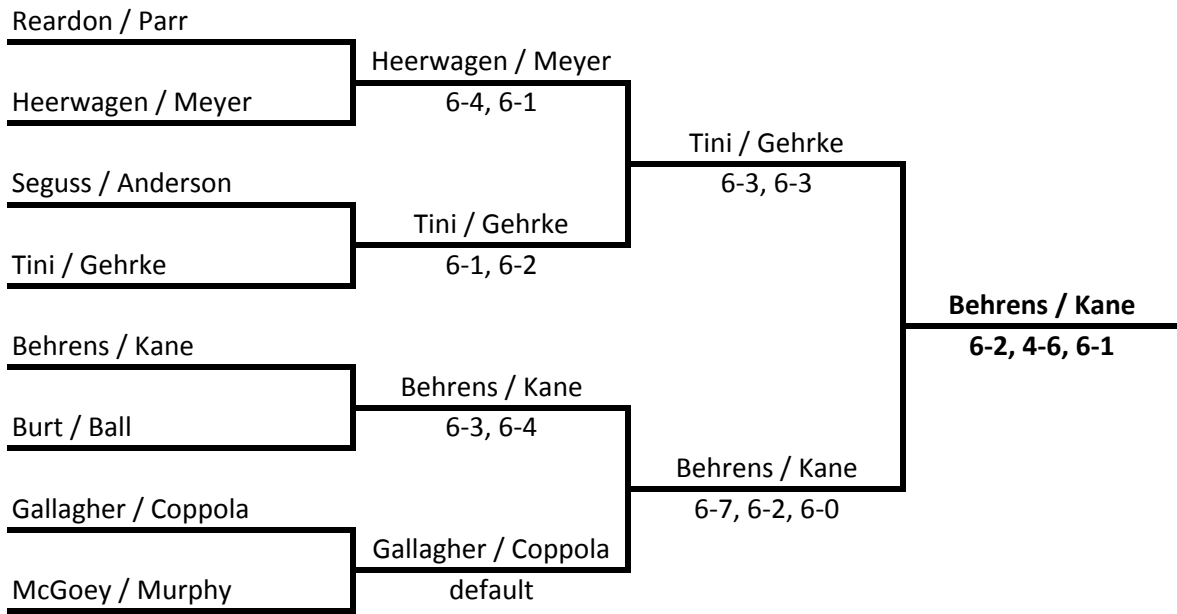 Reardon / Parr
Heerwagen / Meyer
Seguss / Anderson
Tini / Gehrke
Behrens / Kane
Burt / Ball
Gallagher / Coppola
McGoey / Murphy
Heerwagen / Meyer
6-4, 6-1
Tini / Gehrke
6-1, 6-2
Behrens / Kane
6-3, 6-4
Gallagher / Coppola
default
Tini / Gehrke
6-3, 6-3
Behrens / Kane
6-7, 6-2, 6-0
Behrens / Kane
6-2, 4-6, 6-1